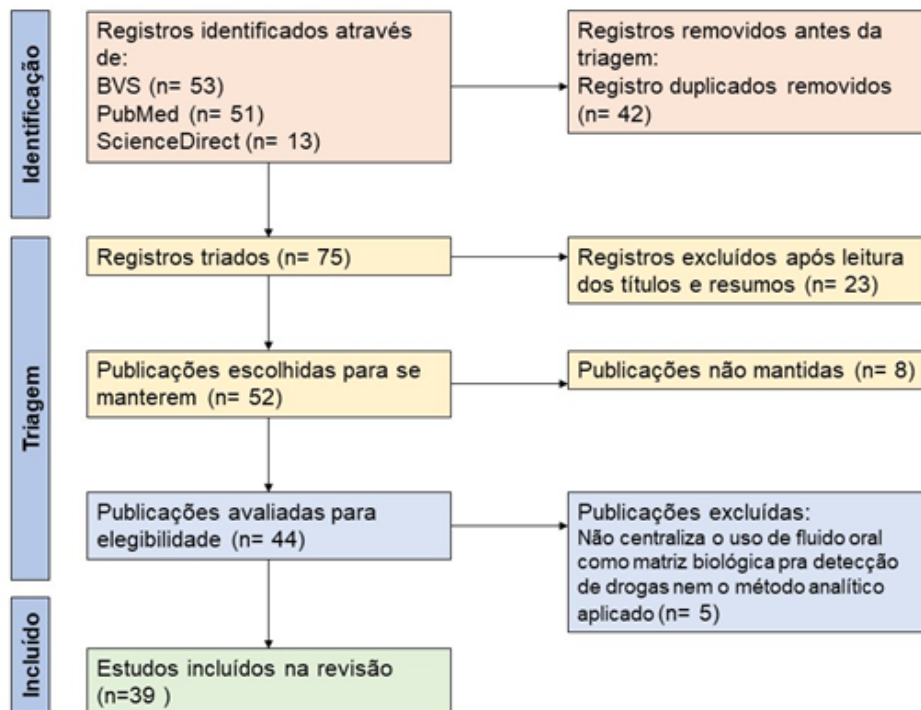 Identificação
Registros identificados através
de:
BVS (n= 53)
PubMed (n= 51)
ScienceDirect (n= 13)
Registros removidos antes da
triagem:
Registro duplicados removidos
(n= 42)
Triagem
Registros triados (n= 75)
Registros excluídos após leitura
dos títulos e resumos (n= 23)
Publicações escolhidas para se
manterem (n= 52)
Publicações não mantidas (n= 8)
Publicações avaliadas para
elegibilidade (n= 44)
Publicações excluídas:
Não centraliza o uso de fluido oral
como matriz biológica pra detecção
de drogas nem o método analítico
aplicado (n= 5)
Incluído
Estudos incluídos na revisão
(n=39 )